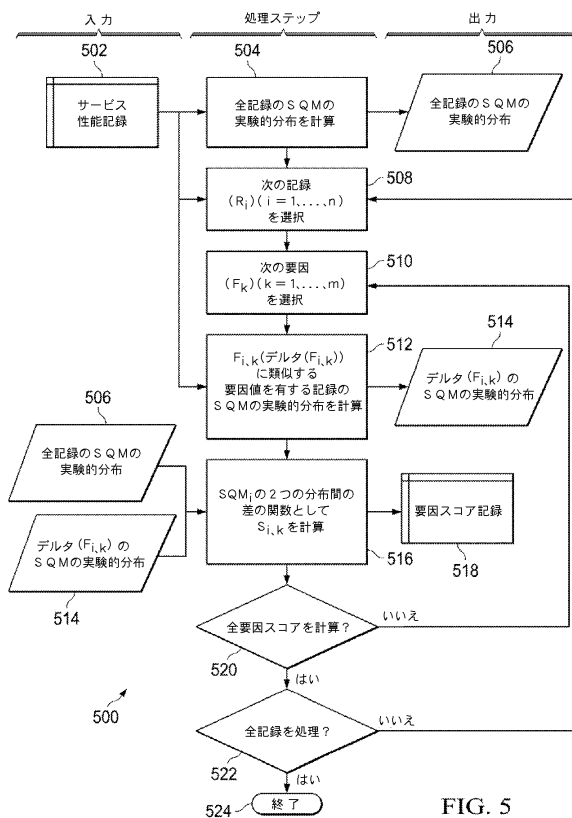 入力
処理ステップ
出力
502
504
506
サービス
性能記録
全記録のSQMの
実験的分布を計算
全記録のSQMの
実験的分布
508
次の記録
(Ri)(i=1、...、n)
を選択
510
次の要因
(Fk)(k=1、...、m)
を選択
512
514
Fi、k(デルタ(Fi、k))
に類似する
要因値を有する記録の
SQMの実験的分布を計算
デルタ(Fi、k)の
SQMの実験的分布
506
全記録のSQMの
実験的分布
SQMiの2つの分布間の
差の関数として
Si、kを計算
要因スコア記録
デルタ(Fi、k)の
SQMの実験的分布
514
516
518
全要因スコアを計算?
いいえ
520
はい
500
全記録を処理?
いいえ
522
はい
524
終了
FIG. 5